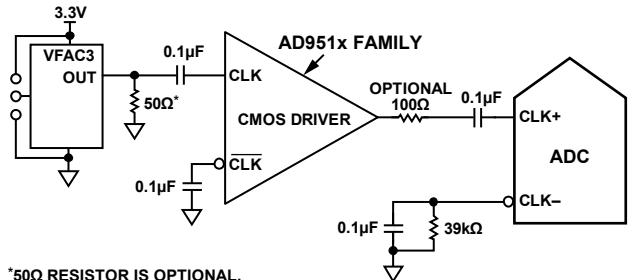 3.3V
VFAC3
OUT
0.1µF
50Ω*
AD951x FAMILY
CLK
CMOS DRIVER
CLK
0.1µF
OPTIONAL
100Ω
0.1µF
CLK+
ADC
CLK–
0.1µF
39kΩ
*50Ω RESISTOR IS OPTIONAL.